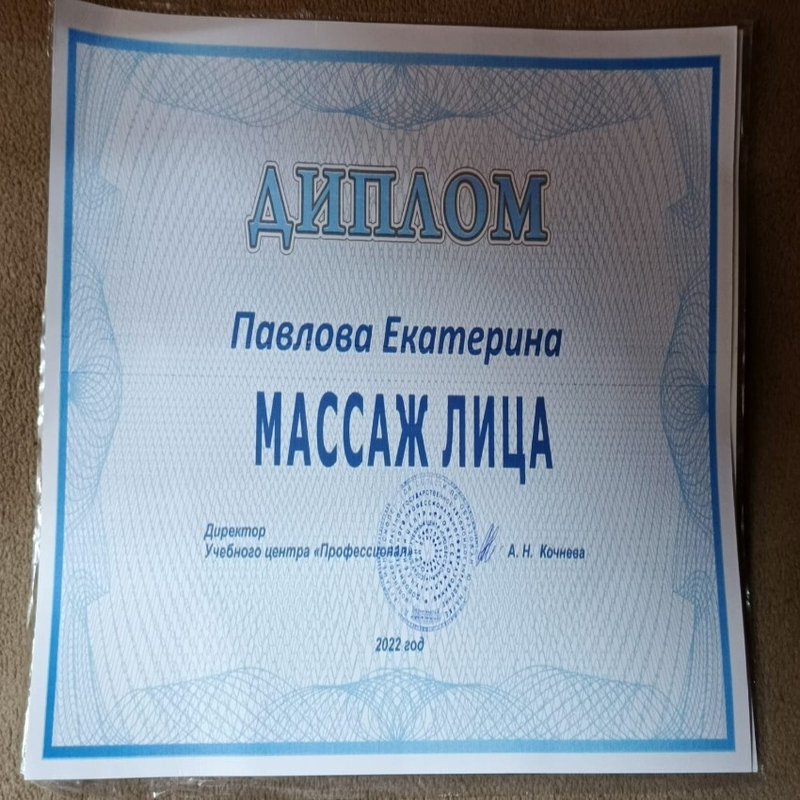 ДИПЛОМ
Павлова Екатерина
МАССАЖ ЛИЦА
Директор
Учебного центра «Профессионал» А. Н. Кочнева
2022 год